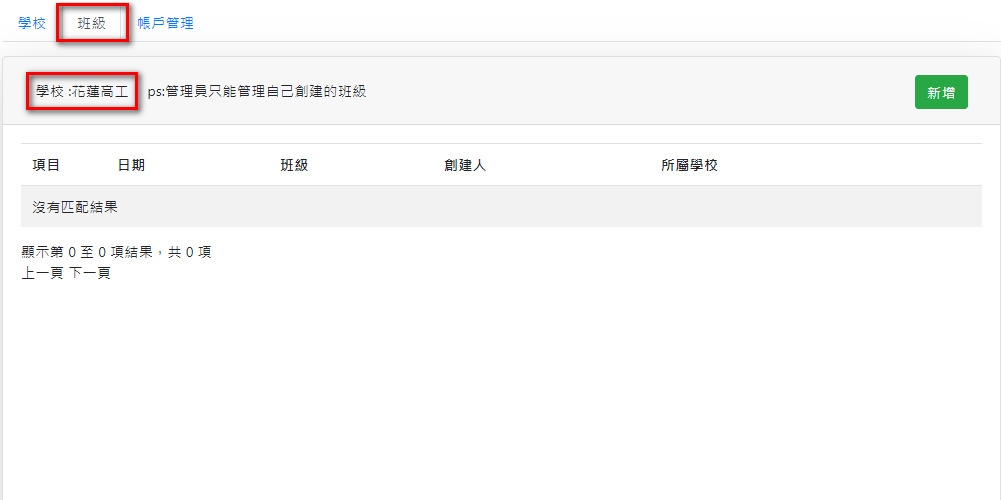 學校 班級 帳戶管理
學校 :花蓮高工 ps:管理員只能管理自己創建的班級 新增
項目 日期 班級 創建人 所屬學校
沒有匹配結果
顯示第 0 至 0 項結果，共 0 項
上一頁 下一頁